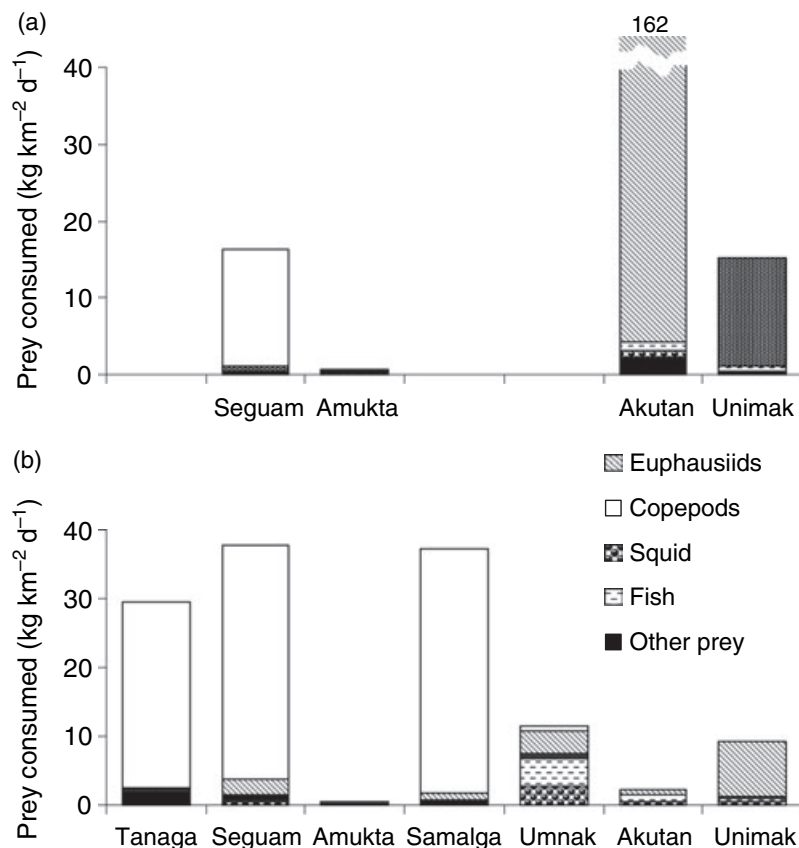 (a)
162
Prey consumed (kg km⁻² d⁻¹)
40
30
20
10
0
Seguam Amukta Akutan Unimak
(b)
Euphausiids
Copepods
Squid
Fish
Other prey
Prey consumed (kg km⁻² d⁻¹)
40
30
20
10
0
Tanaga Seguam Amukta Samalga Umnak Akutan Unimak